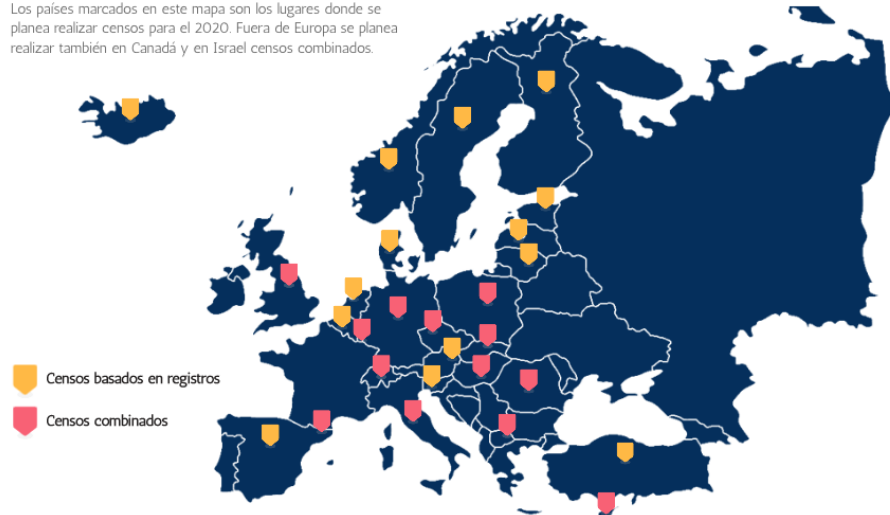 Los países marcados en este mapa son los lugares donde se
planea realizar censos para el 2020. Fuera de Europa se planea
realizar también en Canadá y en Israel censos combinados.
Censos basados en registros
Censos combinados